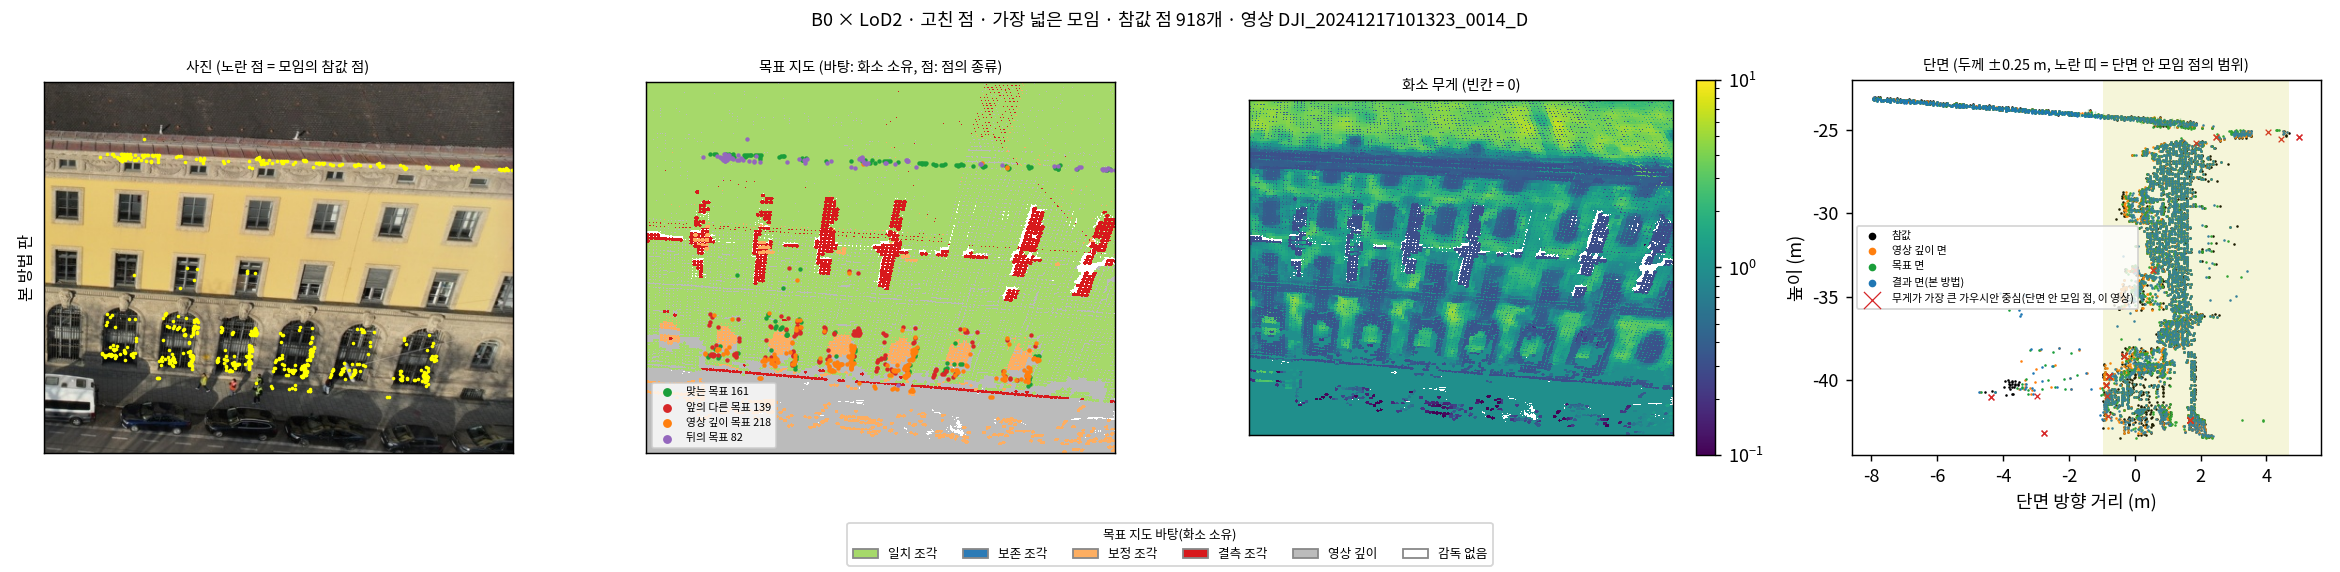 B0 × LoD2 · 고친 점 · 가장 넓은 모임 · 참값 점 918개 · 영상 DJI_20241217101323_0014_D
사진 (노란 점 = 모임의 참값 점)
본 방법 판
목표 지도 (바탕: 화소 소유, 점: 점의 종류)
맞는 목표 161
앞의 다른 목표 139
영상 깊이 목표 218
뒤의 목표 82
화소 무게 (빈칸 = 0)
10¹
10⁰
10⁻¹
단면 (두께 ±0.25 m, 노란 띠 = 단면 안 모임 점의 범위)
높이 (m)
-25
-30
-35
-40
참값
영상 깊이 면
목표 면
결과 면(본 방법)
무게가 가장 큰 가우시안 중심(단면 안 모임 점, 이 영상)
-8 -6 -4 -2 0 2 4
단면 방향 거리 (m)
목표 지도 바탕(화소 소유)
일치 조각 보존 조각 보정 조각 결측 조각 영상 깊이 감독 없음